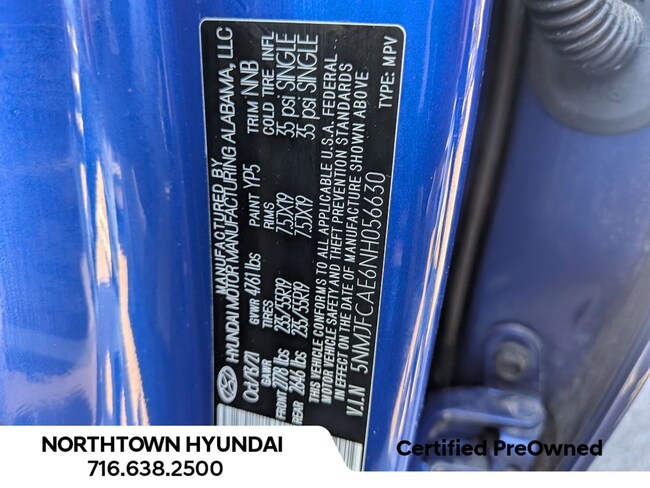 MANUFACTURED BY
HYUNDAI MOTOR MANUFACTURING ALABAMA, LLC
Oct/13/21 GVWR 4761 lbs PAINT YP5 TRIM NNB
GAWR TIRES RIMS COLD TIRE INFL
FRONT 2778 lbs 235/55R19 7.5JX19 35 psi SINGLE
REAR 2646 lbs 235/55R19 7.5JX19 35 psi SINGLE
THIS VEHICLE CONFORMS TO ALL APPLICABLE U.S.A. FEDERAL
MOTOR VEHICLE SAFETY AND THEFT PREVENTION STANDARDS
IN EFFECT ON THE DATE OF MANUFACTURE SHOWN ABOVE
V.I.N 5NMJFCAE6NH056630 TYPE: MPV
NORTHTOWN HYUNDAI
716.638.2500
Certified PreOwned